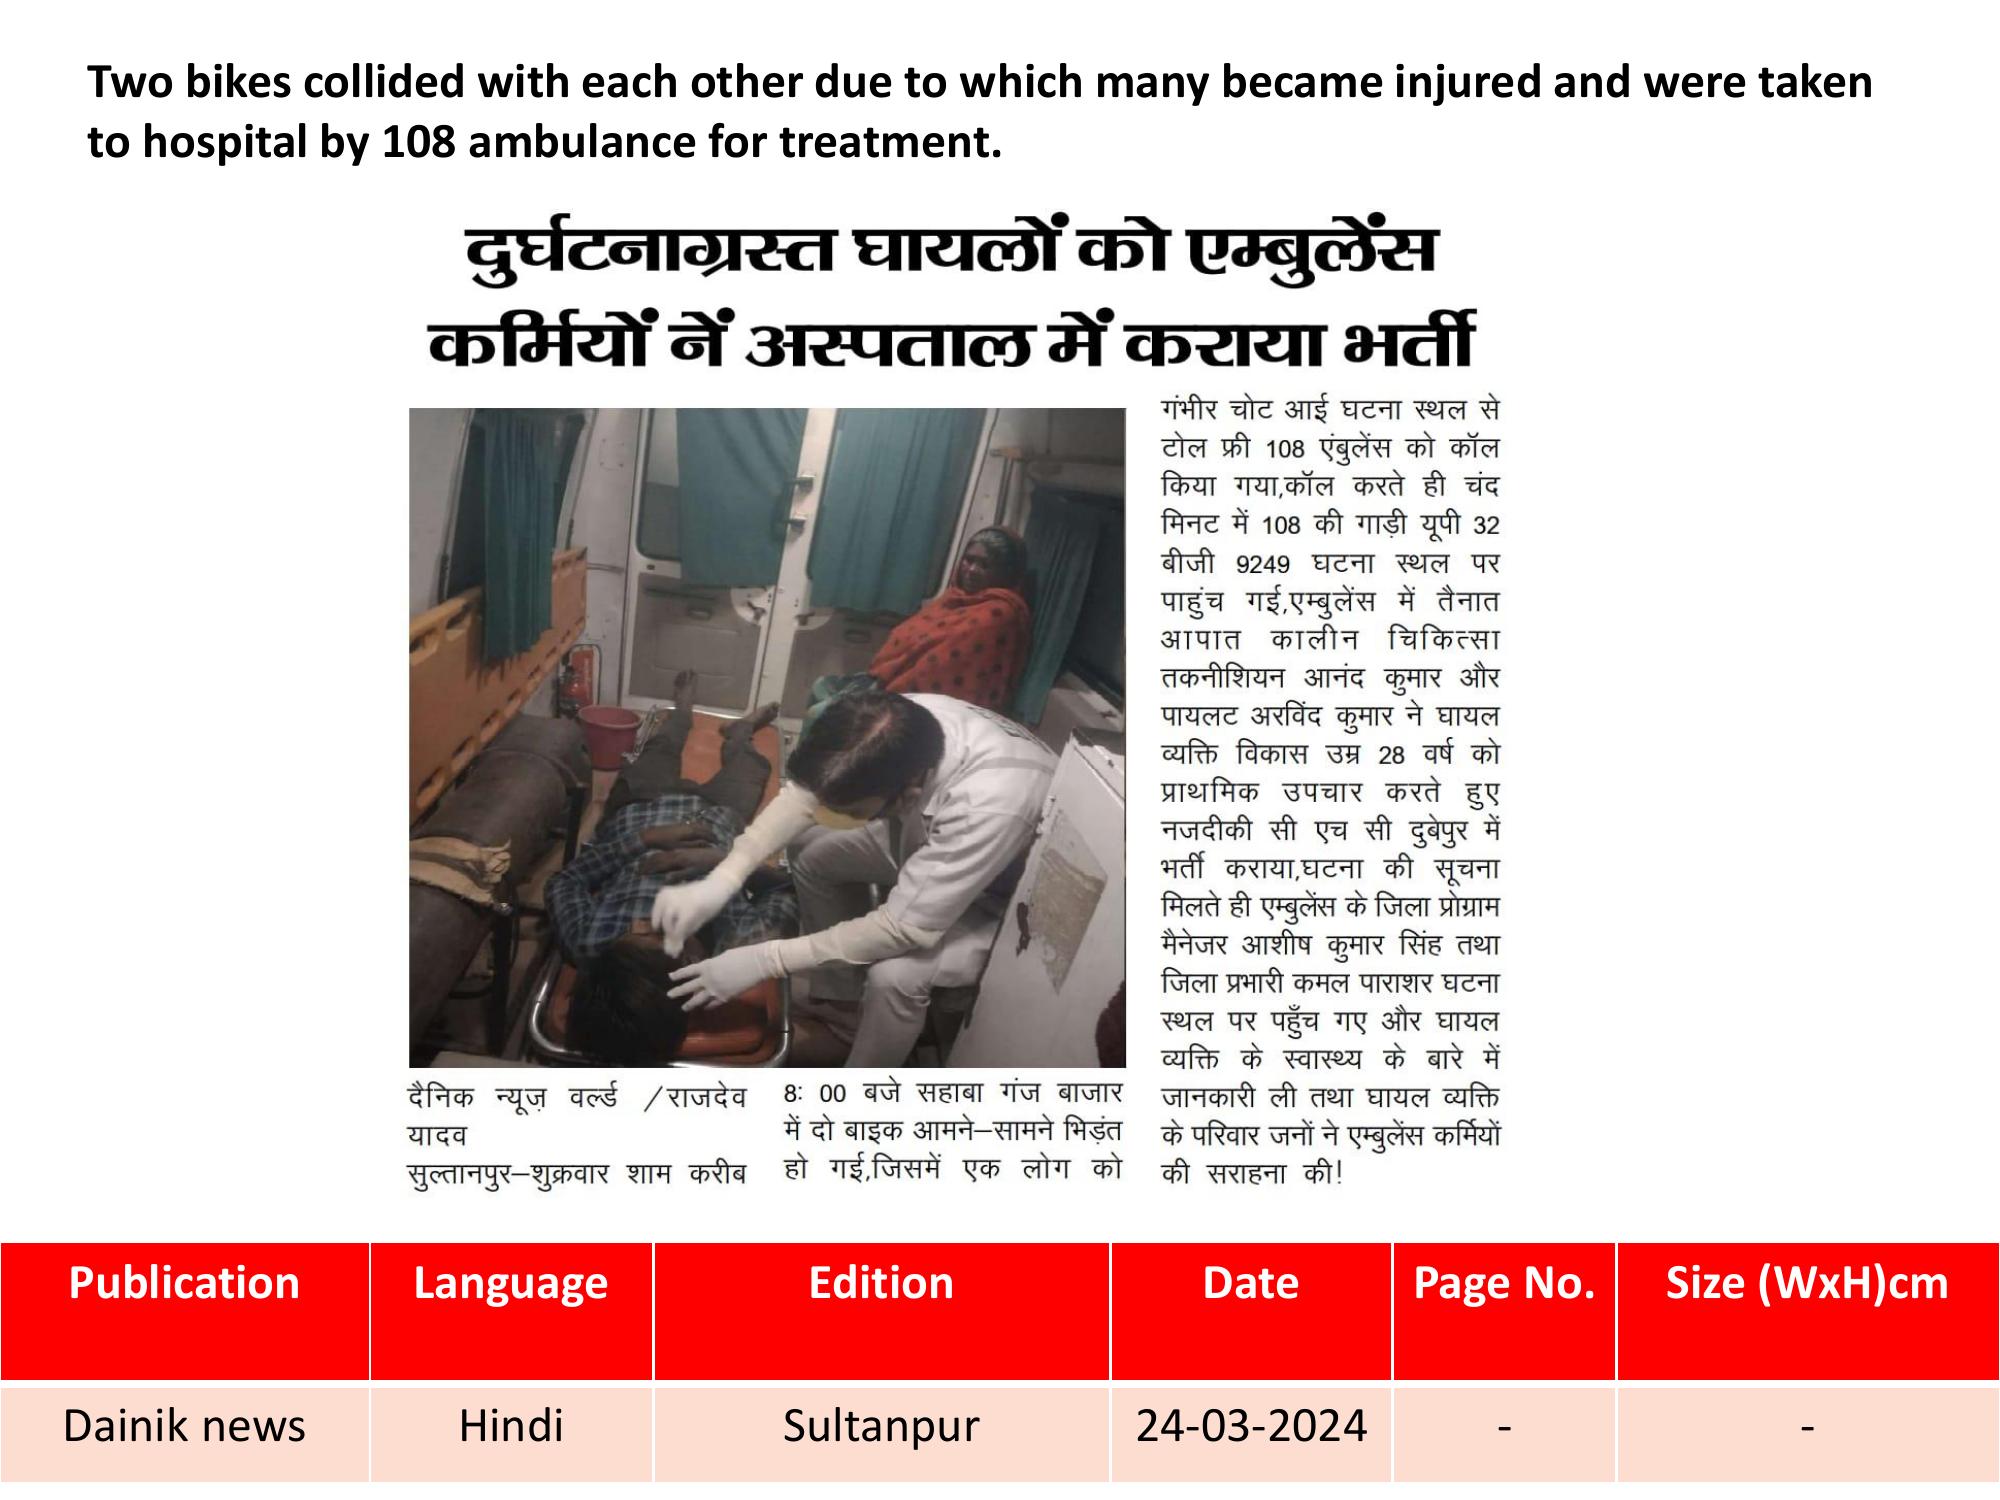 Two bikes collided with each other due to which many became injured and were taken
to hospital by 108 ambulance for treatment.
दुर्घटनाग्रस्त घायलों को एम्बुलेंस
कर्मियों नें अस्पताल में कराया भर्ती
दैनिक न्यूज़ वर्ल्ड /राजदेव
यादव
सुल्तानपुर–शुक्रवार शाम करीब
8: 00 बजे सहाबा गंज बाजार
में दो बाइक आमने–सामने भिड़ंत
हो गई,जिसमें एक लोग को
गंभीर चोट आई घटना स्थल से
टोल फ्री 108 एंबुलेंस को कॉल
किया गया,कॉल करते ही चंद
मिनट में 108 की गाड़ी यूपी 32
बीजी 9249 घटना स्थल पर
पाहुंच गई,एम्बुलेंस में तैनात
आपात कालीन चिकित्सा
तकनीशियन आनंद कुमार और
पायलट अरविंद कुमार ने घायल
व्यक्ति विकास उम्र 28 वर्ष को
प्राथमिक उपचार करते हुए
नजदीकी सी एच सी दुबेपुर में
भर्ती कराया,घटना की सूचना
मिलते ही एम्बुलेंस के जिला प्रोग्राम
मैनेजर आशीष कुमार सिंह तथा
जिला प्रभारी कमल पाराशर घटना
स्थल पर पहुँच गए और घायल
व्यक्ति के स्वास्थ्य के बारे में
जानकारी ली तथा घायल व्यक्ति
के परिवार जनों ने एम्बुलेंस कर्मियों
की सराहना की!
Publication Language Edition Date Page No. Size (WxH)cm
Dainik news Hindi Sultanpur 24-03-2024 - -